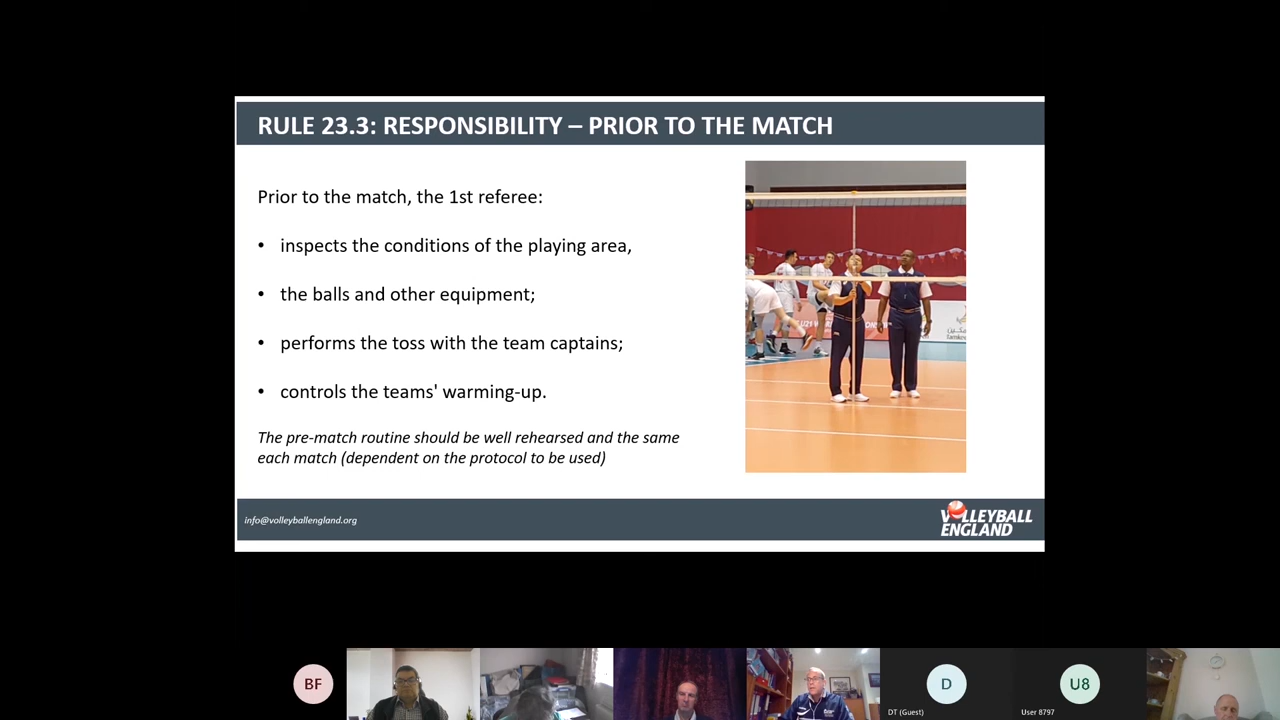 RULE 23.3: RESPONSIBILITY – PRIOR TO THE MATCH
Prior to the match, the 1st referee:
• inspects the conditions of the playing area,
• the balls and other equipment;
• performs the toss with the team captains;
• controls the teams' warming-up.
The pre-match routine should be well rehearsed and the same
each match (dependent on the protocol to be used)
info@volleyballengland.org
VOLLEYBALL
ENGLAND
BF
D
U8
DT (Guest)
User 8797